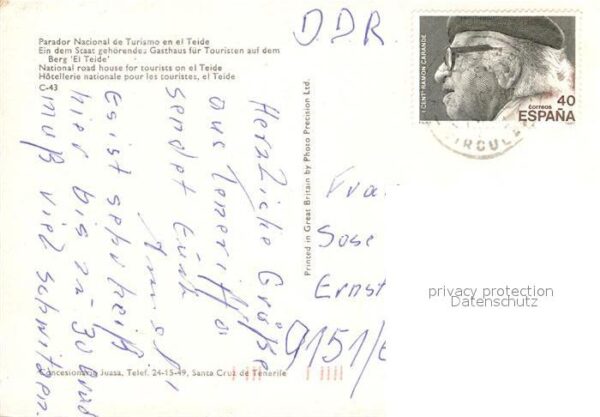 Parador Nacional de Turismo en el Teide
Ein dem Staat gehörendes Gasthaus für Touristen auf dem
Berg 'El Teide'
National road house for tourists on el Teide
Hôtellerie nationale pour les touristes, el Teide
C-43
Herzliche Grüße
aus Teneriffa
sendet Euch
Es ist sehr heiß
hier bis zu 30 Grad
muß viel schwitzen.
Concesionario Juasa, Telef. 24-15-49, Santa Cruz de Tenerife
Printed in Great Britain by Photo Precision Ltd.
DDR
Frau
Ernst
9151/
I CENT. RAMON CARANDE
correos 40
ESPAÑA
privacy protection
Datenschutz